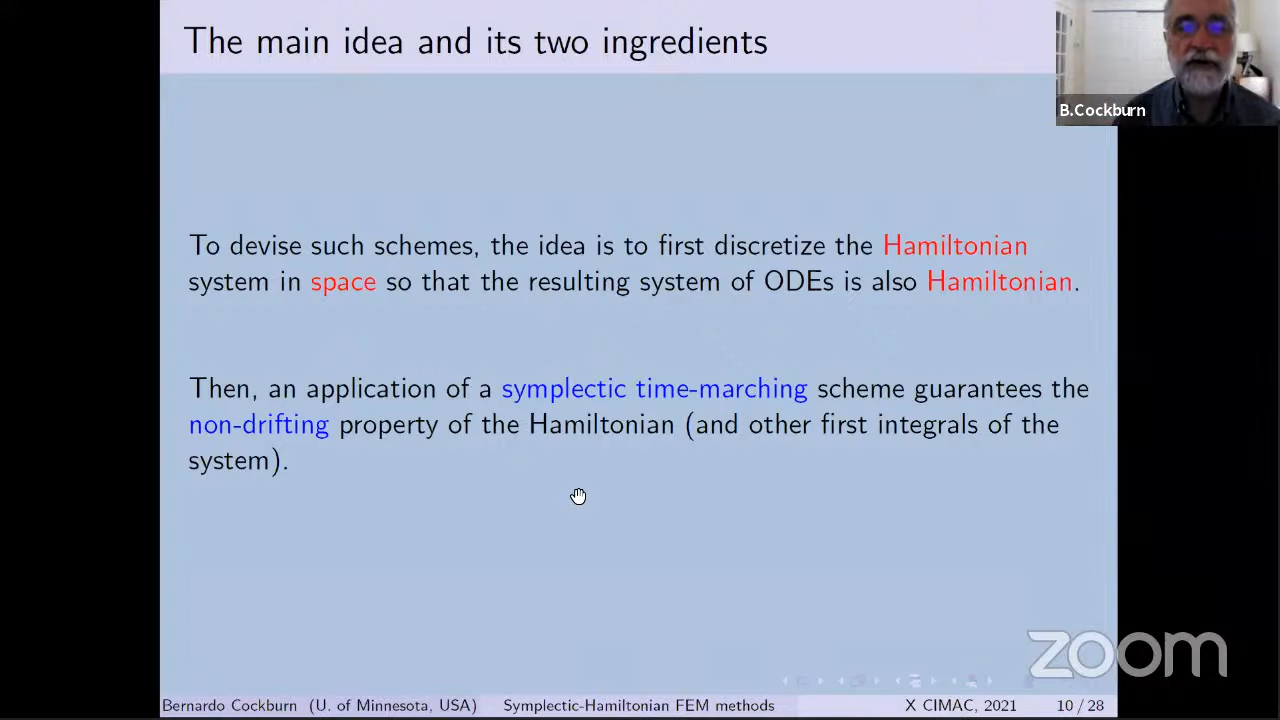 The main idea and its two ingredients
B.Cockburn
To devise such schemes, the idea is to first discretize the Hamiltonian
system in space so that the resulting system of ODEs is also Hamiltonian.
Then, an application of a symplectic time-marching scheme guarantees the
non-drifting property of the Hamiltonian (and other first integrals of the
system).
zoom
Bernardo Cockburn (U. of Minnesota, USA) Symplectic-Hamiltonian FEM methods X CIMAC, 2021 10 / 28